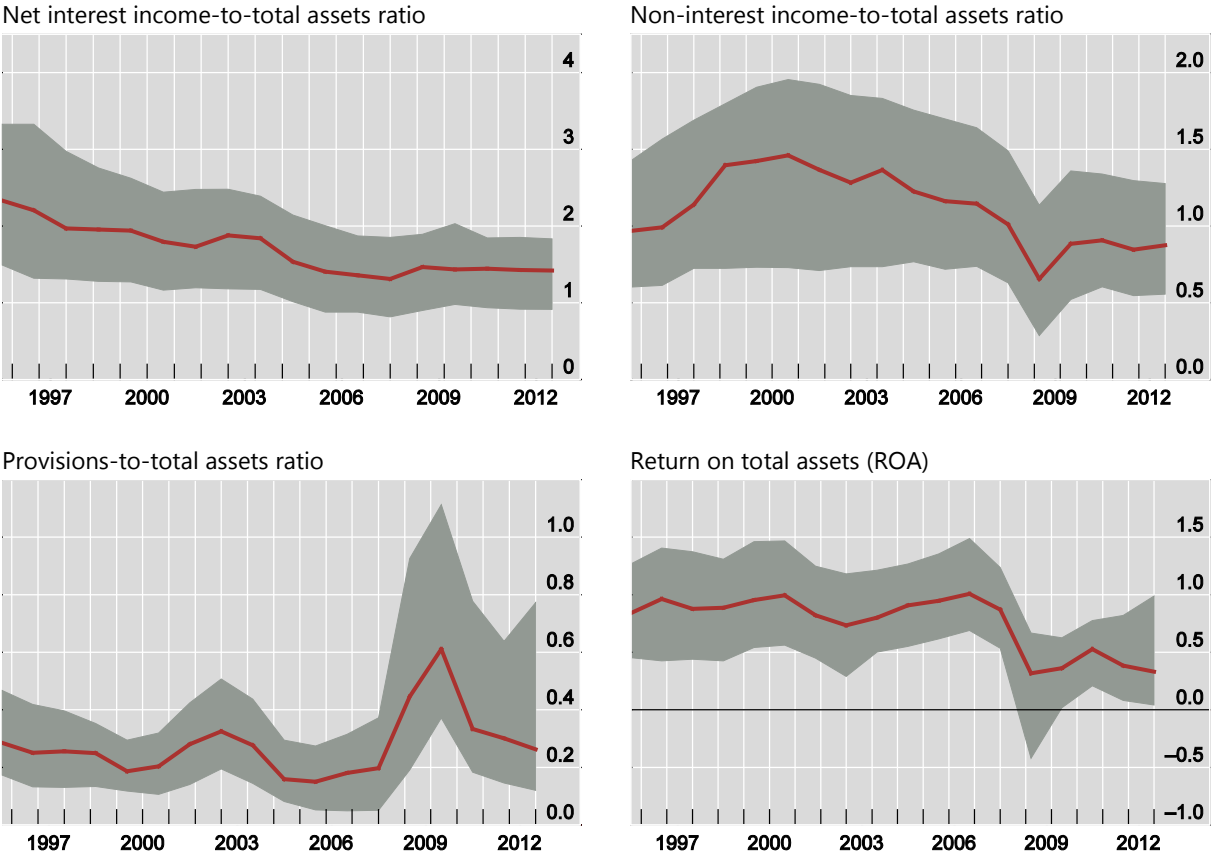 Net interest income-to-total assets ratio
4
3
2
1
0
1997 2000 2003 2006 2009 2012
Non-interest income-to-total assets ratio
2.0
1.5
1.0
0.5
0.0
1997 2000 2003 2006 2009 2012
Provisions-to-total assets ratio
1.0
0.8
0.6
0.4
0.2
0.0
1997 2000 2003 2006 2009 2012
Return on total assets (ROA)
1.5
1.0
0.5
0.0
–0.5
–1.0
1997 2000 2003 2006 2009 2012